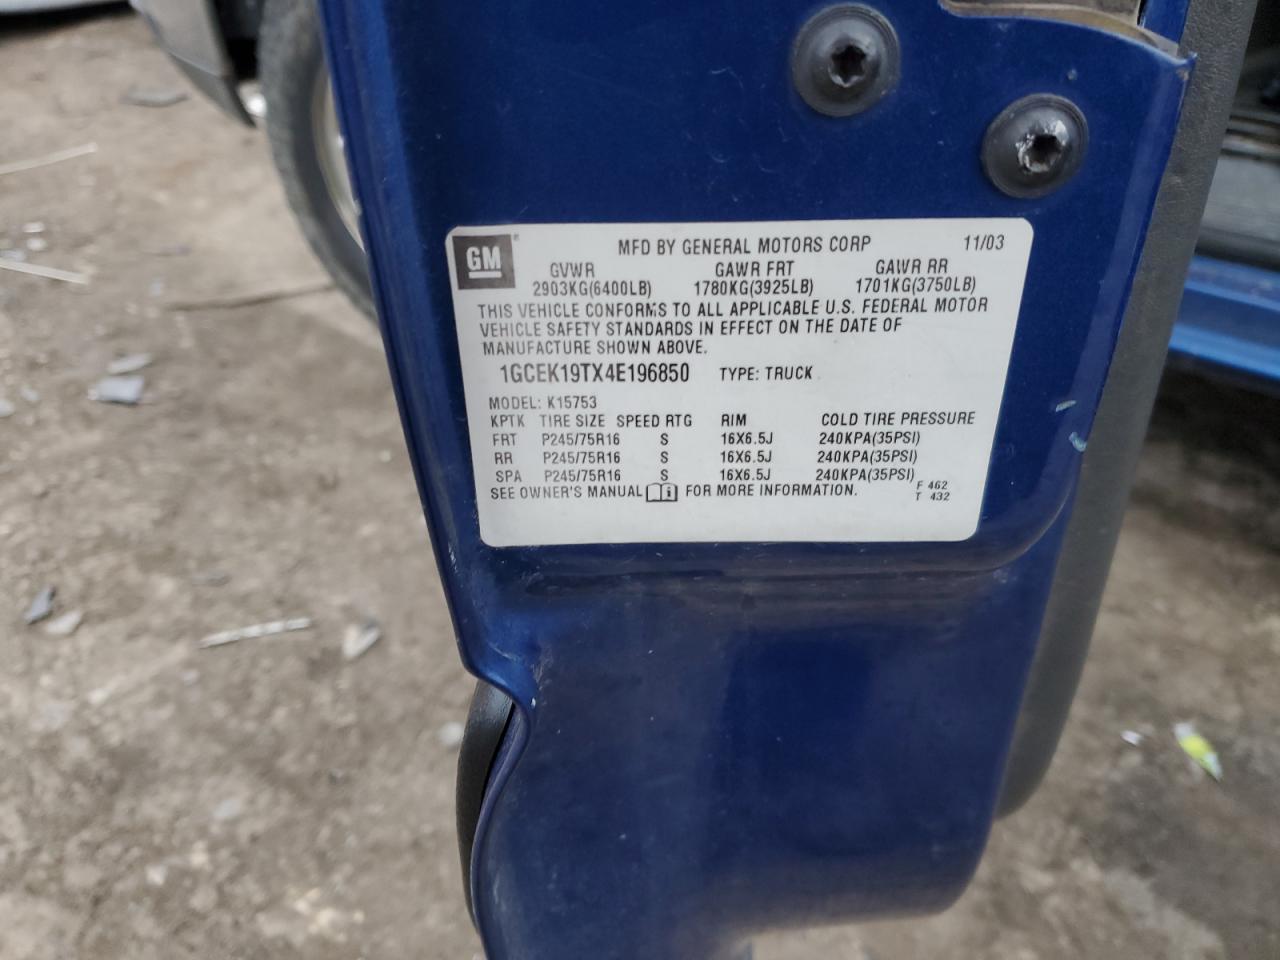 GM
MFD BY GENERAL MOTORS CORP 11/03
GVWR GAWR FRT GAWR RR
2903KG(6400LB) 1780KG(3925LB) 1701KG(3750LB)
THIS VEHICLE CONFORMS TO ALL APPLICABLE U.S. FEDERAL MOTOR
VEHICLE SAFETY STANDARDS IN EFFECT ON THE DATE OF
MANUFACTURE SHOWN ABOVE.
1GCEK19TX4E196850 TYPE: TRUCK
MODEL: K15753
KPTK TIRE SIZE SPEED RTG RIM COLD TIRE PRESSURE
FRT P245/75R16 S 16X6.5J 240KPA(35PSI)
RR P245/75R16 S 16X6.5J 240KPA(35PSI)
SPA P245/75R16 S 16X6.5J 240KPA(35PSI)
SEE OWNER'S MANUAL FOR MORE INFORMATION.
F 462
T 432